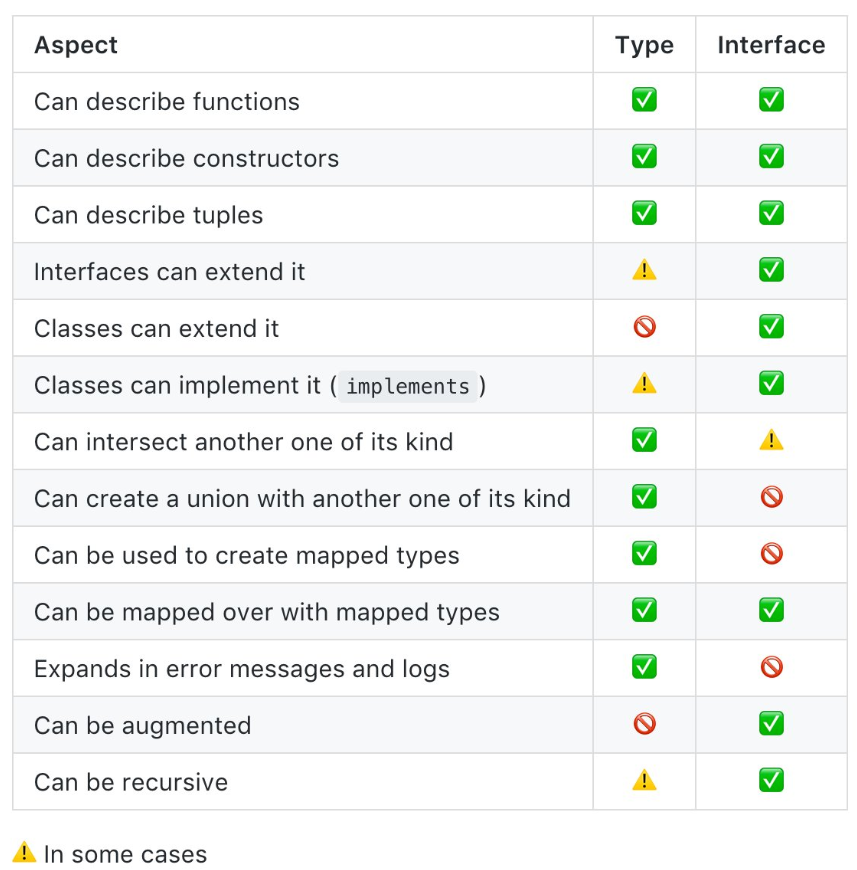 Aspect Type Interface
Can describe functions ✅ ✅
Can describe constructors ✅ ✅
Can describe tuples ✅ ✅
Interfaces can extend it ⚠️ ✅
Classes can extend it 🚫 ✅
Classes can implement it (implements) ⚠️ ✅
Can intersect another one of its kind ✅ ⚠️
Can create a union with another one of its kind ✅ 🚫
Can be used to create mapped types ✅ 🚫
Can be mapped over with mapped types ✅ ✅
Expands in error messages and logs ✅ 🚫
Can be augmented 🚫 ✅
Can be recursive ⚠️ ✅
⚠️ In some cases